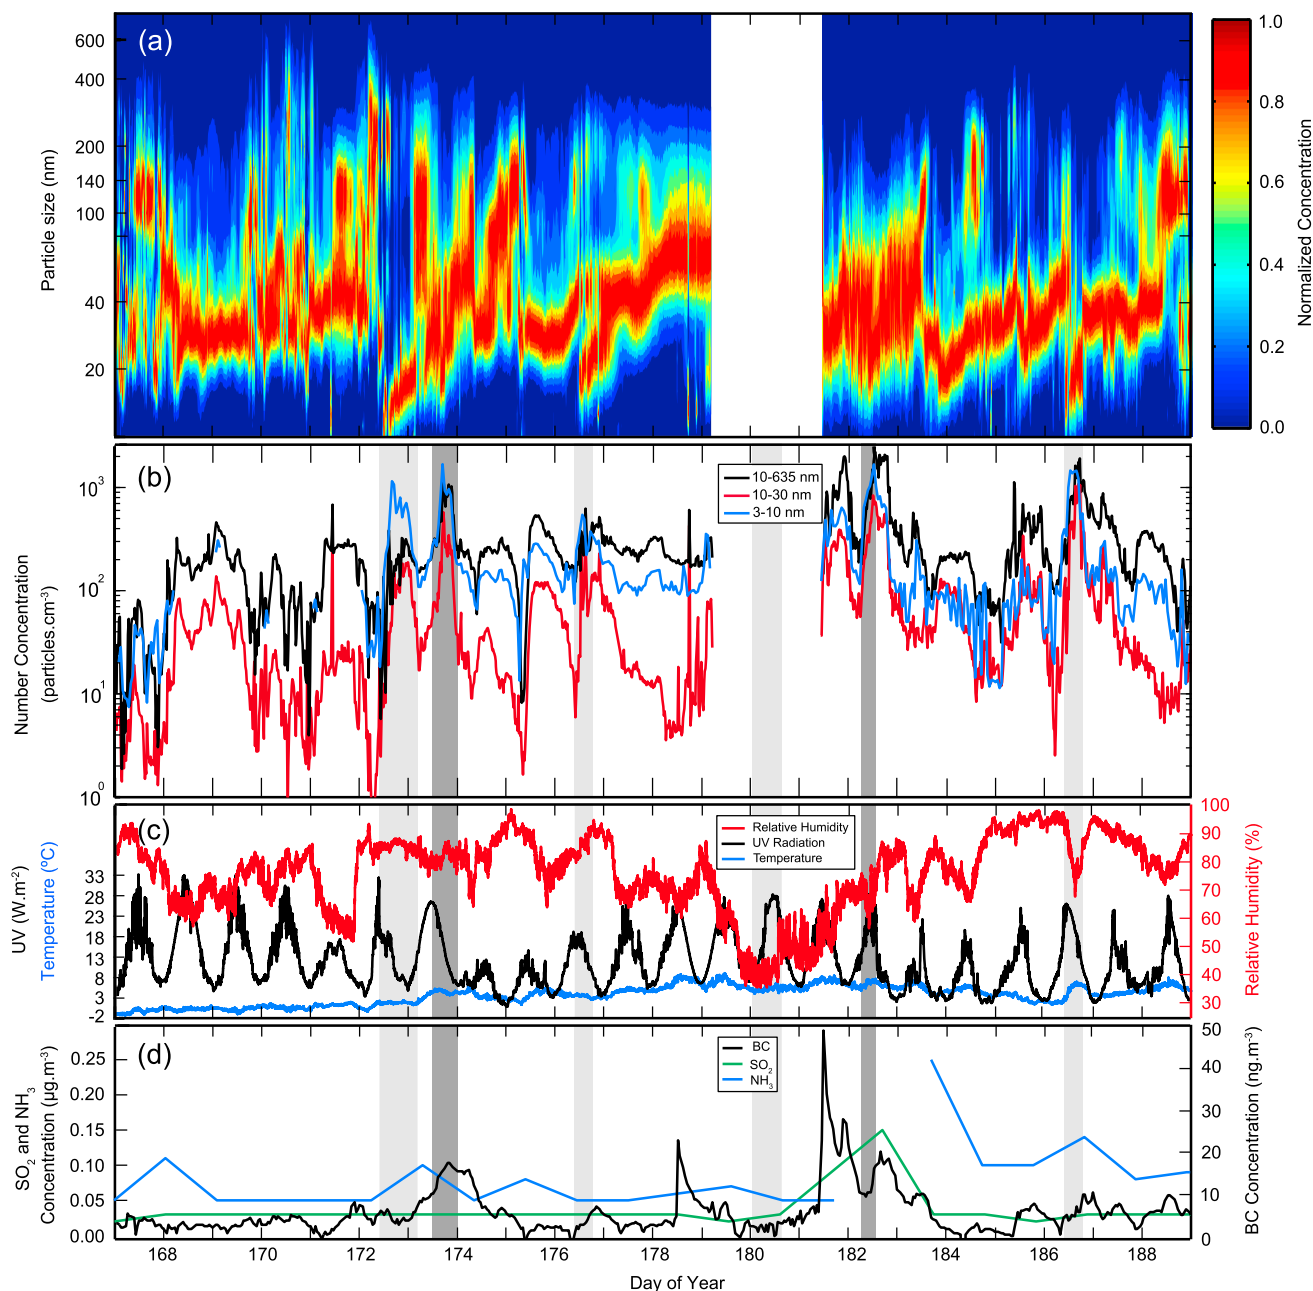 (a)
600
400
200
140
100
40
20
Particle size (nm)
1.0
0.8
0.6
0.4
0.2
0.0
Normalized Concentration
(b)
10-635 nm
10-30 nm
3-10 nm
10³
10²
10¹
10⁰
Number Concentration
(particles.cm⁻³)
(c)
Relative Humidity
UV Radiation
Temperature
33
28
23
18
13
8
3
-2
UV (W.m⁻²)
Temperature (ºC)
100
90
80
70
60
50
40
30
Relative Humidity (%)
(d)
BC
SO₂
NH₃
0.25
0.20
0.15
0.10
0.05
0.00
SO₂ and NH₃
Concentration (µg.m⁻³)
50
40
30
20
10
0
BC Concentration (ng.m⁻³)
168 170 172 174 176 178 180 182 184 186 188
Day of Year